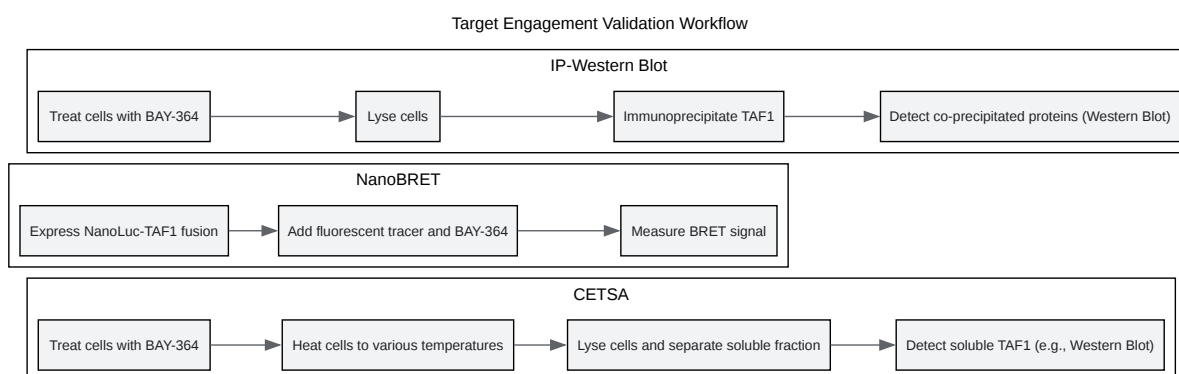 Target Engagement Validation Workflow
IP-Western Blot
Treat cells with BAY-364
Lyse cells
Immunoprecipitate TAF1
Detect co-precipitated proteins (Western Blot)
NanoBRET
Express NanoLuc-TAF1 fusion
Add fluorescent tracer and BAY-364
Measure BRET signal
CETSA
Treat cells with BAY-364
Heat cells to various temperatures
Lyse cells and separate soluble fraction
Detect soluble TAF1 (e.g., Western Blot)